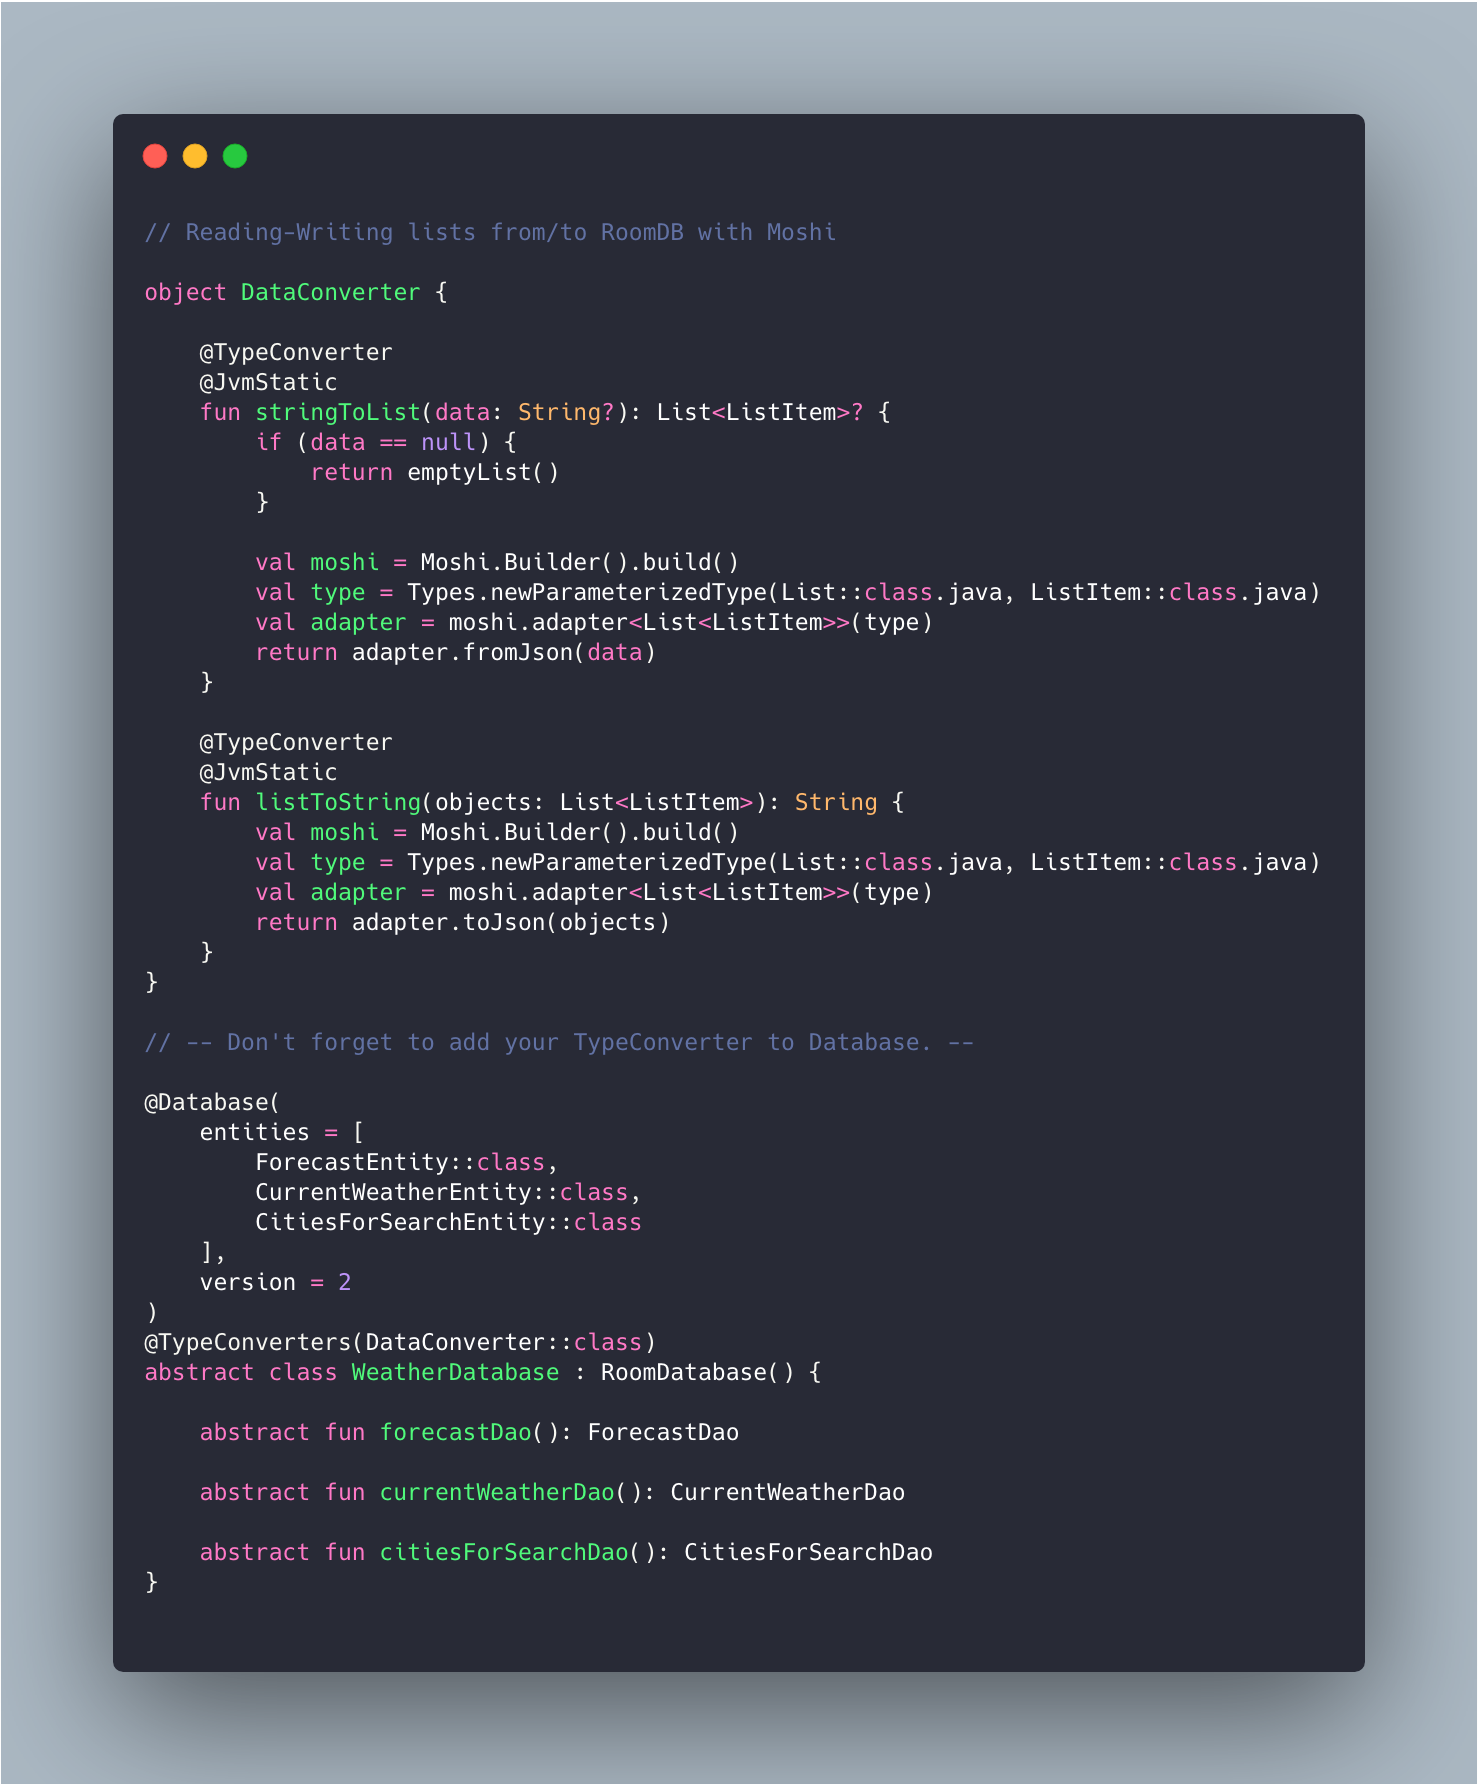 // Reading-Writing lists from/to RoomDB with Moshi

object DataConverter {

    @TypeConverter
    @JvmStatic
    fun stringToList(data: String?): List<ListItem>? {
        if (data == null) {
            return emptyList()
        }

        val moshi = Moshi.Builder().build()
        val type = Types.newParameterizedType(List::class.java, ListItem::class.java)
        val adapter = moshi.adapter<List<ListItem>>(type)
        return adapter.fromJson(data)
    }

    @TypeConverter
    @JvmStatic
    fun listToString(objects: List<ListItem>): String {
        val moshi = Moshi.Builder().build()
        val type = Types.newParameterizedType(List::class.java, ListItem::class.java)
        val adapter = moshi.adapter<List<ListItem>>(type)
        return adapter.toJson(objects)
    }
}

// -- Don't forget to add your TypeConverter to Database. --

@Database(
    entities = [
        ForecastEntity::class,
        CurrentWeatherEntity::class,
        CitiesForSearchEntity::class
    ],
    version = 2
)
@TypeConverters(DataConverter::class)
abstract class WeatherDatabase : RoomDatabase() {

    abstract fun forecastDao(): ForecastDao

    abstract fun currentWeatherDao(): CurrentWeatherDao

    abstract fun citiesForSearchDao(): CitiesForSearchDao
}